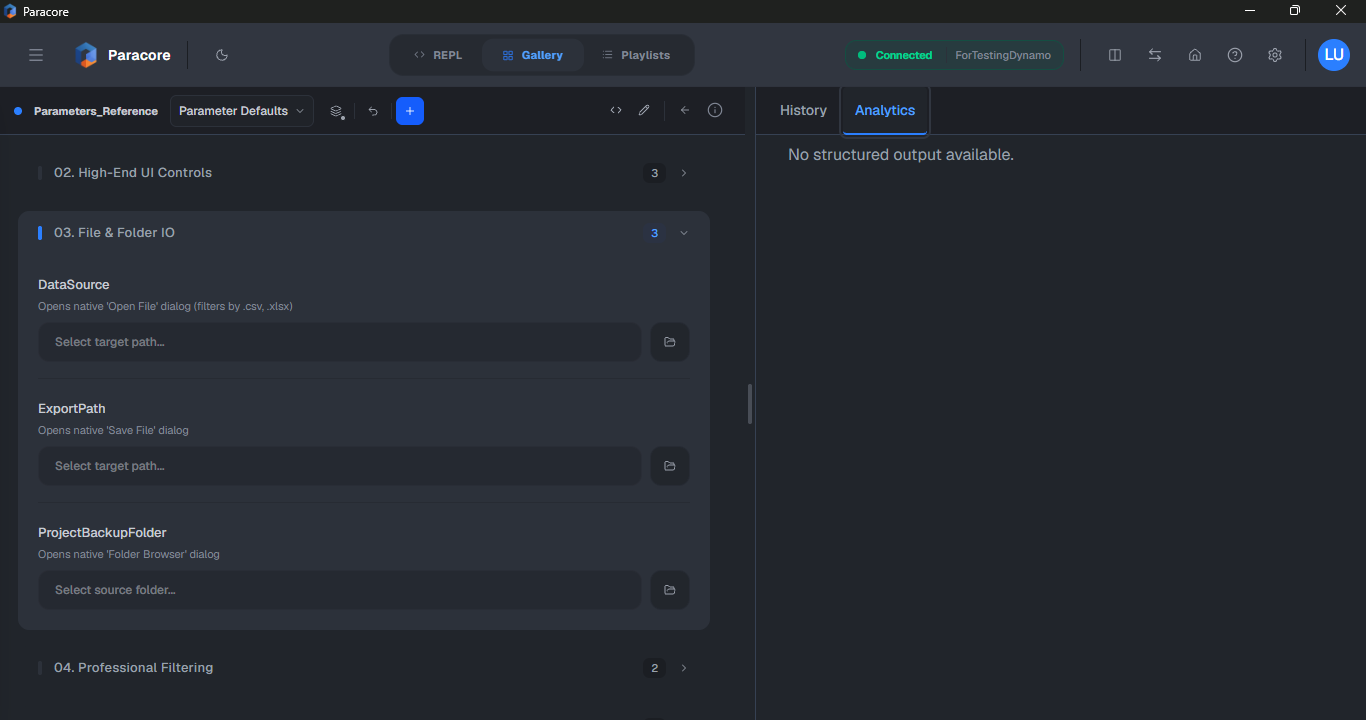 Paracore
Paracore
REPL
Gallery
Playlists
Connected
ForTestingDynamo
LU
Parameters_Reference
Parameter Defaults
History
Analytics
02. High-End UI Controls
3
No structured output available.
03. File & Folder IO
3
DataSource
Opens native 'Open File' dialog (filters by .csv, .xlsx)
Select target path...
ExportPath
Opens native 'Save File' dialog
Select target path...
ProjectBackupFolder
Opens native 'Folder Browser' dialog
Select source folder...
04. Professional Filtering
2